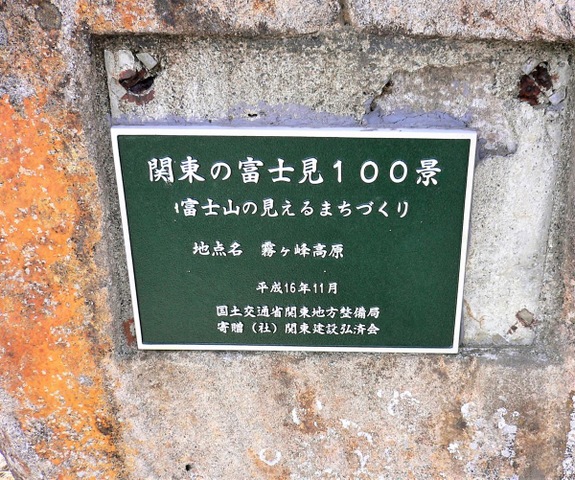 関東の富士見１００景
富士山の見えるまちづくり
地点名 霧ヶ峰高原
平成16年11月
国土交通省関東地方整備局
寄贈（社）関東建設弘済会